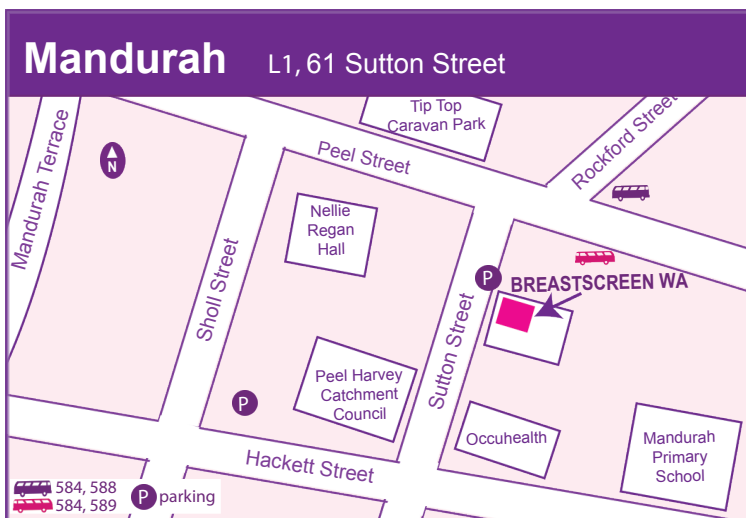 Mandurah L1, 61 Sutton Street
Tip Top
Caravan Park
Rockford Street
Mandurah Terrace
N
Peel Street
Nellie
Regan
Hall
Sholl Street
P
BREASTSCREEN WA
Sutton Street
Peel Harvey
Catchment
Council
P
Occuhealth
Mandurah
Primary
School
Hackett Street
584, 588
584, 589
P parking